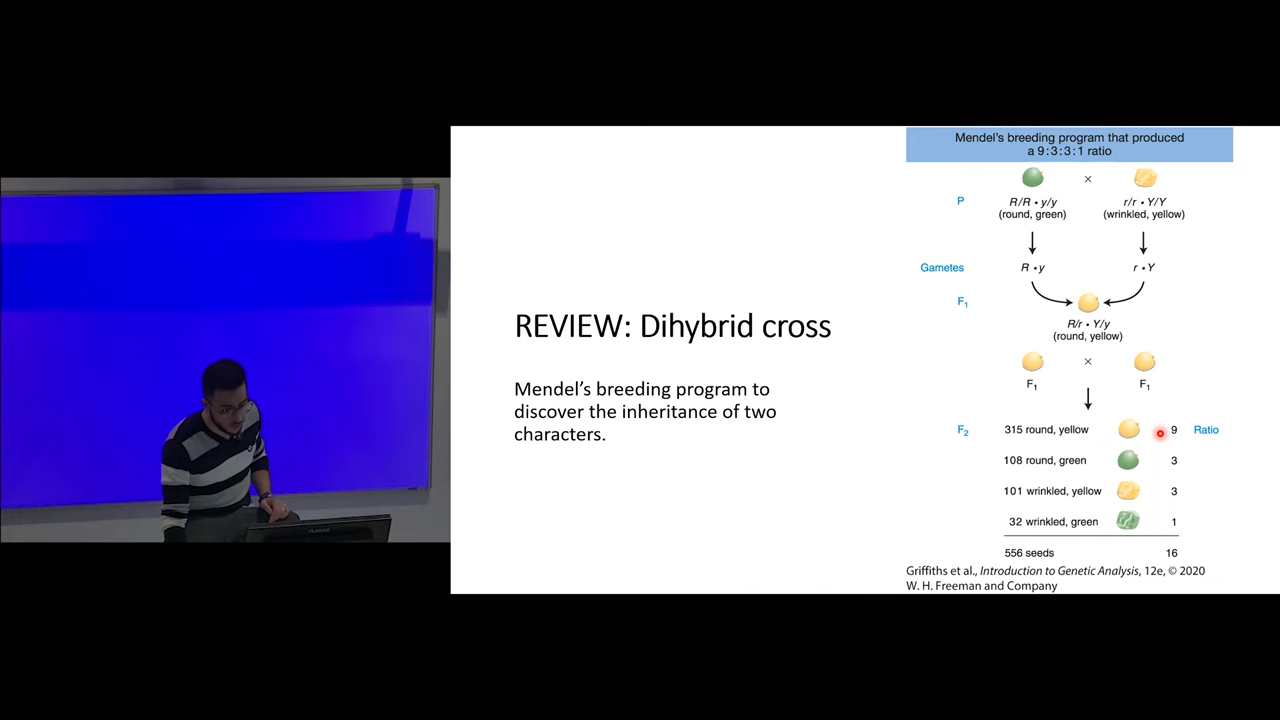 REVIEW: Dihybrid cross
Mendel’s breeding program to
discover the inheritance of two
characters.
Mendel’s breeding program that produced
a 9:3:3:1 ratio
×
P
R/R • y/y
r/r • Y/Y
(round, green)
(wrinkled, yellow)
Gametes
R • y
r • Y
F1
R/r • Y/y
(round, yellow)
×
F1
F1
F2
315 round, yellow
9
Ratio
108 round, green
3
101 wrinkled, yellow
3
32 wrinkled, green
1
556 seeds
16
Griffiths et al., Introduction to Genetic Analysis, 12e, © 2020
W. H. Freeman and Company